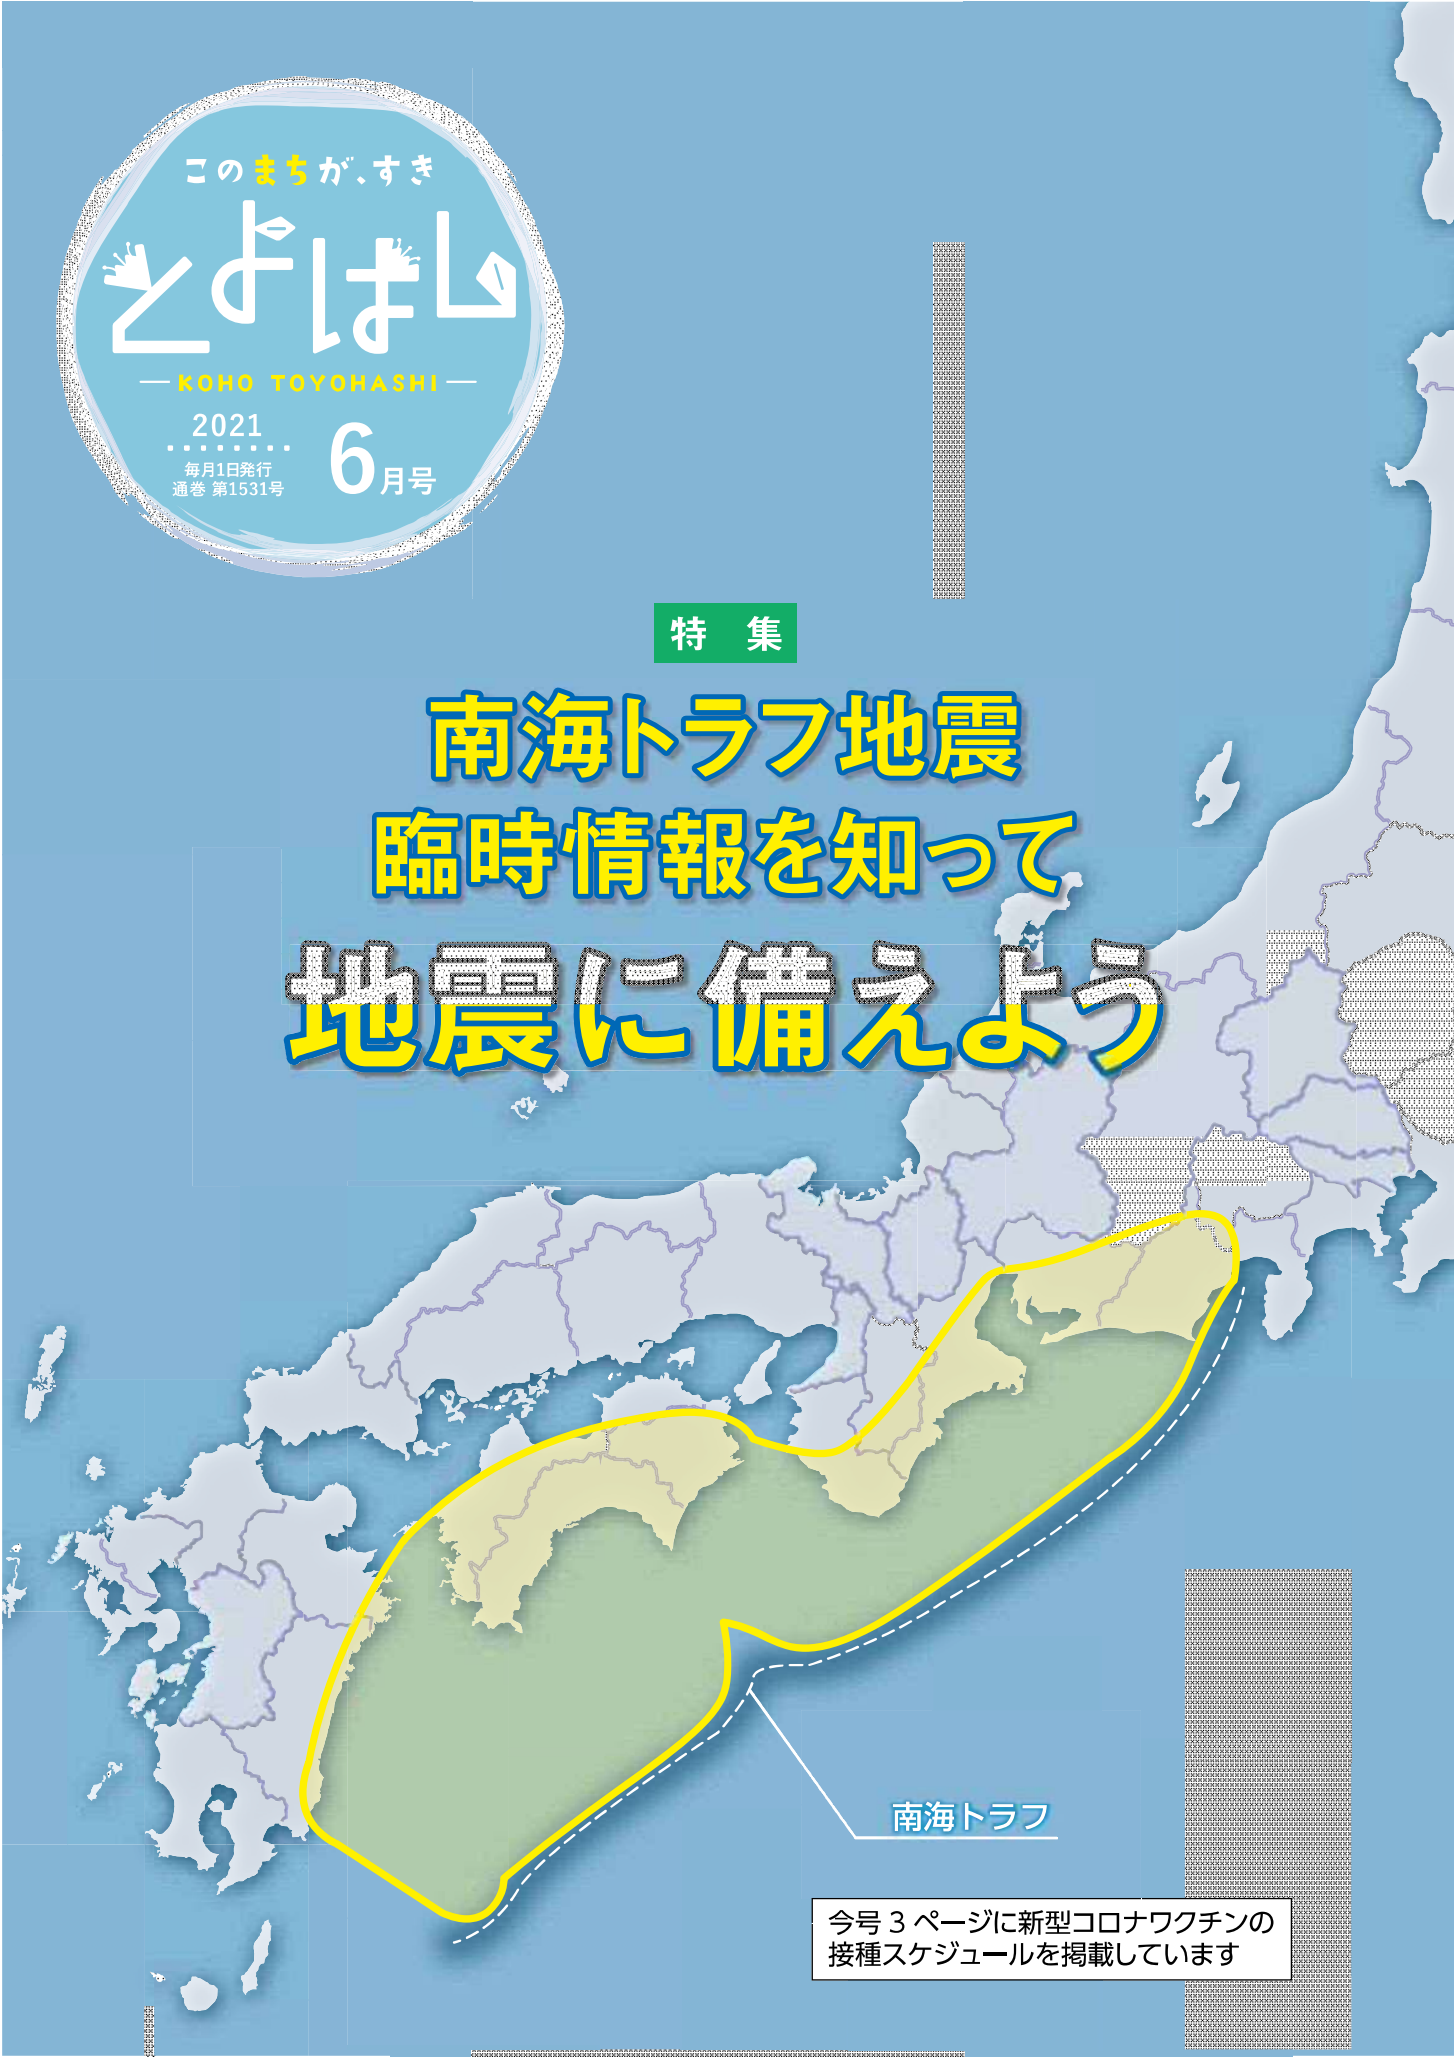 このまちが、すき
とよはし
KOHO TOYOHASHI
2021
毎月1日発行
通巻 第1531号
6月号
特 集
南海トラフ地震
臨時情報を知って
地震に備えよう
南海トラフ
今号3ページに新型コロナワクチンの
接種スケジュールを掲載しています